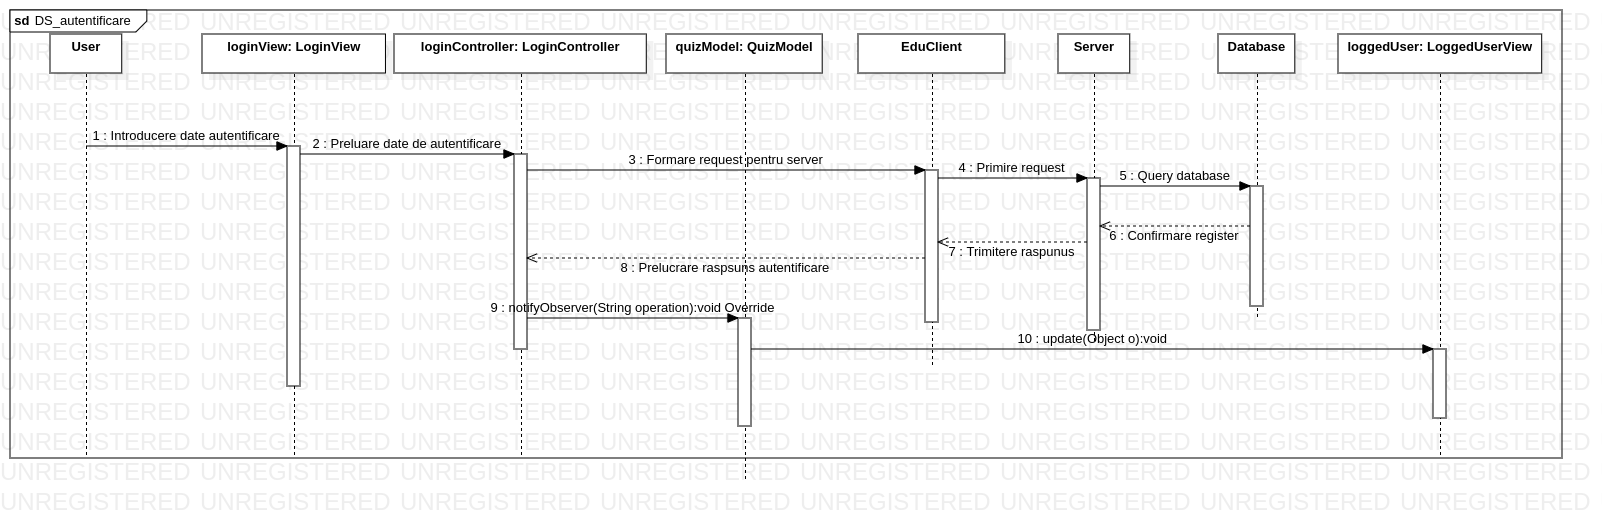 sd DS_autentificare
User
loginView: LoginView
loginController: LoginController
quizModel: QuizModel
EduClient
Server
Database
loggedUser: LoggedUserView
1 : Introducere date autentificare
2 : Preluare date de autentificare
3 : Formare request pentru server
4 : Primire request
5 : Query database
6 : Confirmare register
7 : Trimitere raspunus
8 : Prelucrare raspsuns autentificare
9 : notifyObserver(String operation):void Override
10 : update(Object o):void
UNREGISTERED UNREGISTERED UNREGISTERED UNREGISTERED UNREGISTERED UNREGISTERED UNREGISTERED UNREGISTERED